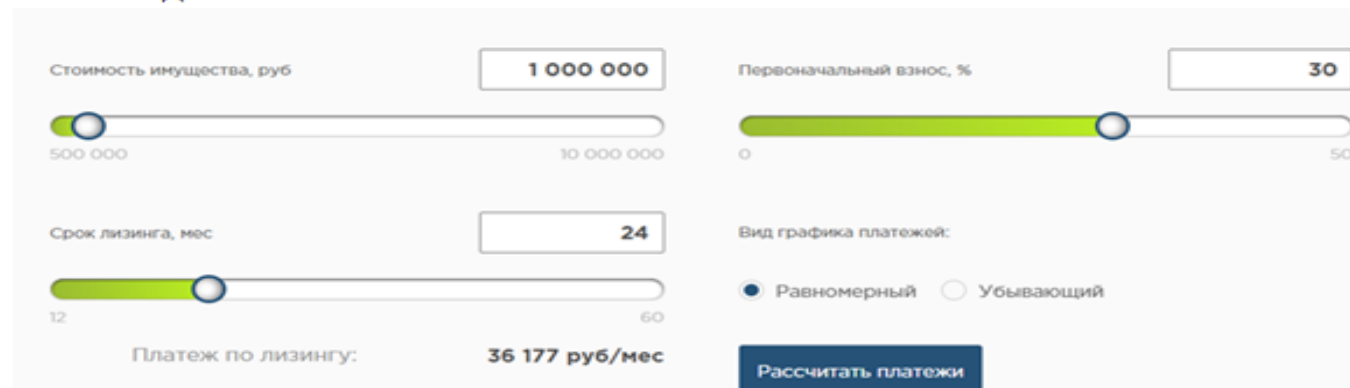 Стоимость имущества, руб
1 000 000
500 000
10 000 000
Первоначальный взнос, %
30
0
50
Срок лизинга, мес
24
12
60
Вид графика платежей:
Равномерный
Убывающий
Платеж по лизингу:
36 177 руб/мес
Рассчитать платежи